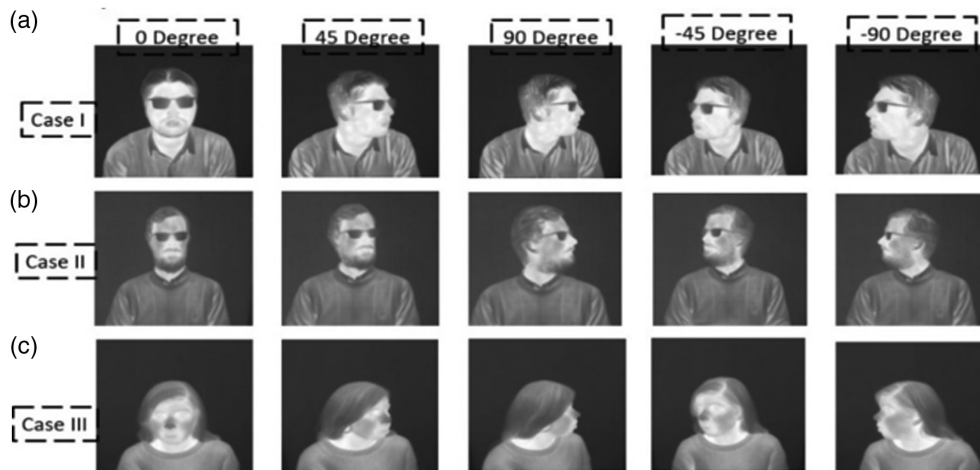 (a)
0 Degree
45 Degree
90 Degree
-45 Degree
-90 Degree
Case I
(b)
Case II
(c)
Case III